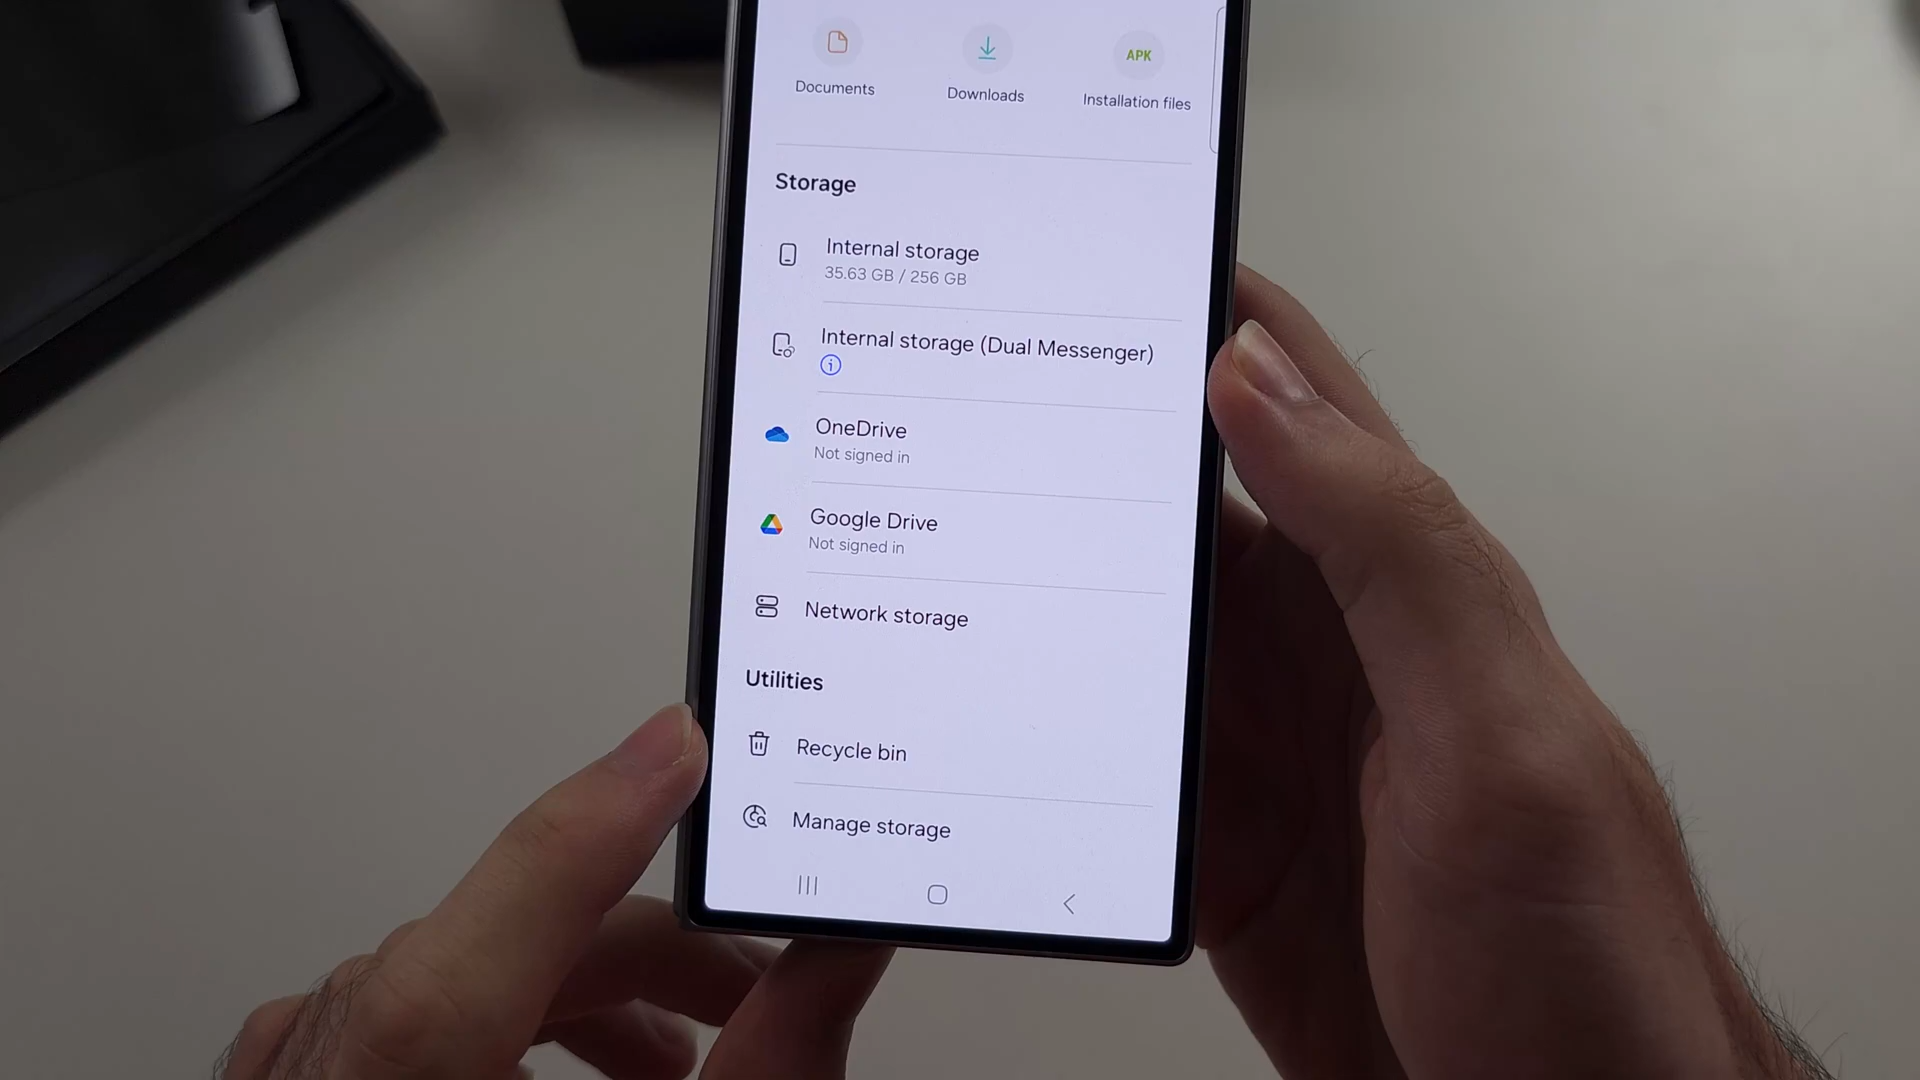 Documents
Downloads
APK
Installation files
Storage
Internal storage
35.63 GB / 256 GB
Internal storage (Dual Messenger)
OneDrive
Not signed in
Google Drive
Not signed in
Network storage
Utilities
Recycle bin
Manage storage